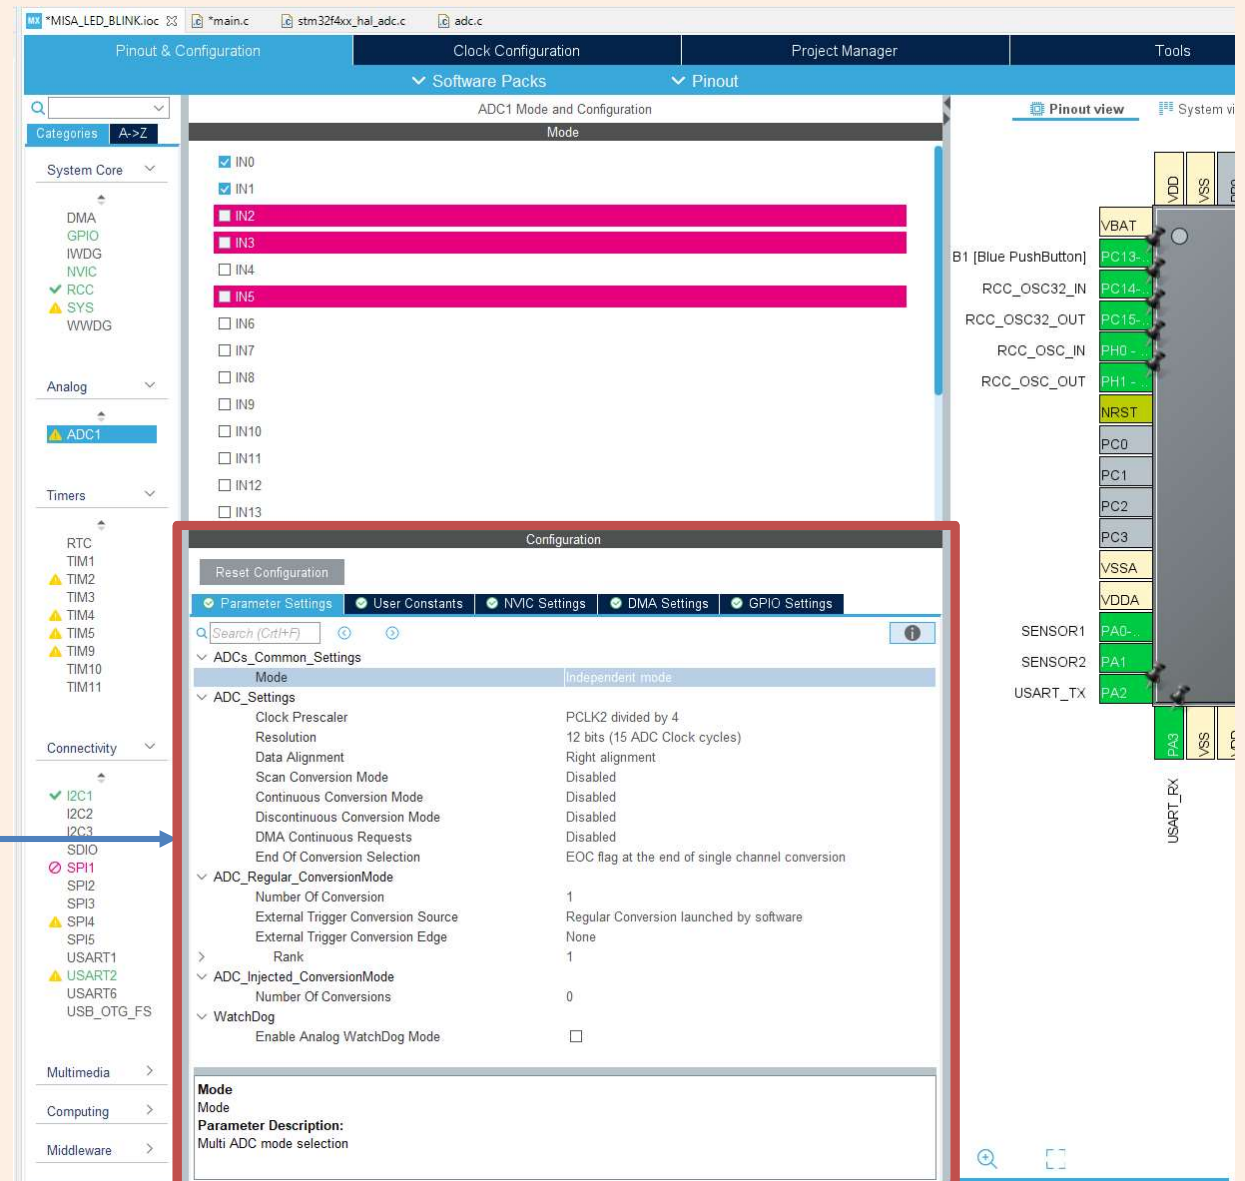 MX *MISA_LED_BLINK.ioc
*main.c
stm32f4xx_hal_adc.c
adc.c
Pinout & Configuration
Clock Configuration
Project Manager
Tools
Software Packs
Pinout
Categories
A->Z
System Core
DMA
GPIO
IWDG
NVIC
RCC
SYS
WWDG
Analog
ADC1
Timers
RTC
TIM1
TIM2
TIM3
TIM4
TIM5
TIM9
TIM10
TIM11
Connectivity
I2C1
I2C2
I2C3
SDIO
SPI1
SPI2
SPI3
SPI4
SPI5
USART1
USART2
USART6
USB_OTG_FS
Multimedia
Computing
Middleware
ADC1 Mode and Configuration
Mode
IN0
IN1
IN2
IN3
IN4
IN5
IN6
IN7
IN8
IN9
IN10
IN11
IN12
IN13
Configuration
Reset Configuration
Parameter Settings
User Constants
NVIC Settings
DMA Settings
GPIO Settings
Search (Crtl+F)
ADCs_Common_Settings
Mode Independent mode
ADC_Settings
Clock Prescaler PCLK2 divided by 4
Resolution 12 bits (15 ADC Clock cycles)
Data Alignment Right alignment
Scan Conversion Mode Disabled
Continuous Conversion Mode Disabled
Discontinuous Conversion Mode Disabled
DMA Continuous Requests Disabled
End Of Conversion Selection EOC flag at the end of single channel conversion
ADC_Regular_ConversionMode
Number Of Conversion 1
External Trigger Conversion Source Regular Conversion launched by software
External Trigger Conversion Edge None
Rank 1
ADC_Injected_ConversionMode
Number Of Conversions 0
WatchDog
Enable Analog WatchDog Mode
Mode
Mode
Parameter Description:
Multi ADC mode selection
Pinout view
System vi
VDD
VSS
VBAT
B1 [Blue PushButton] PC13-..
RCC_OSC32_IN PC14-..
RCC_OSC32_OUT PC15-..
RCC_OSC_IN PH0 - ..
RCC_OSC_OUT PH1 - ..
NRST
PC0
PC1
PC2
PC3
VSSA
VDDA
SENSOR1 PA0-..
SENSOR2 PA1
USART_TX PA2
PA3
VSS
USART_RX